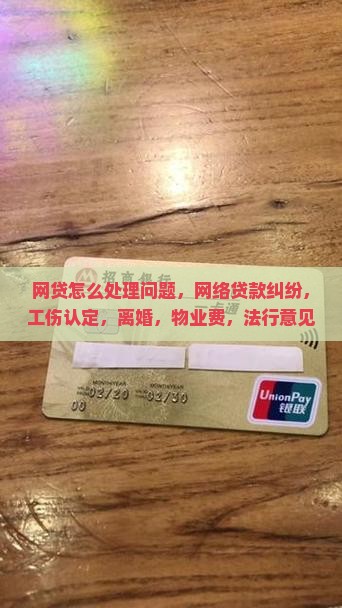 网贷怎么处理问题，网络贷款纠纷，
工伤认定，离婚，物业费，法行意见
招商银行
一卡通
MONTH/YEAR MONTH/YEAR
02/20 02/30
00
UnionPay
银联